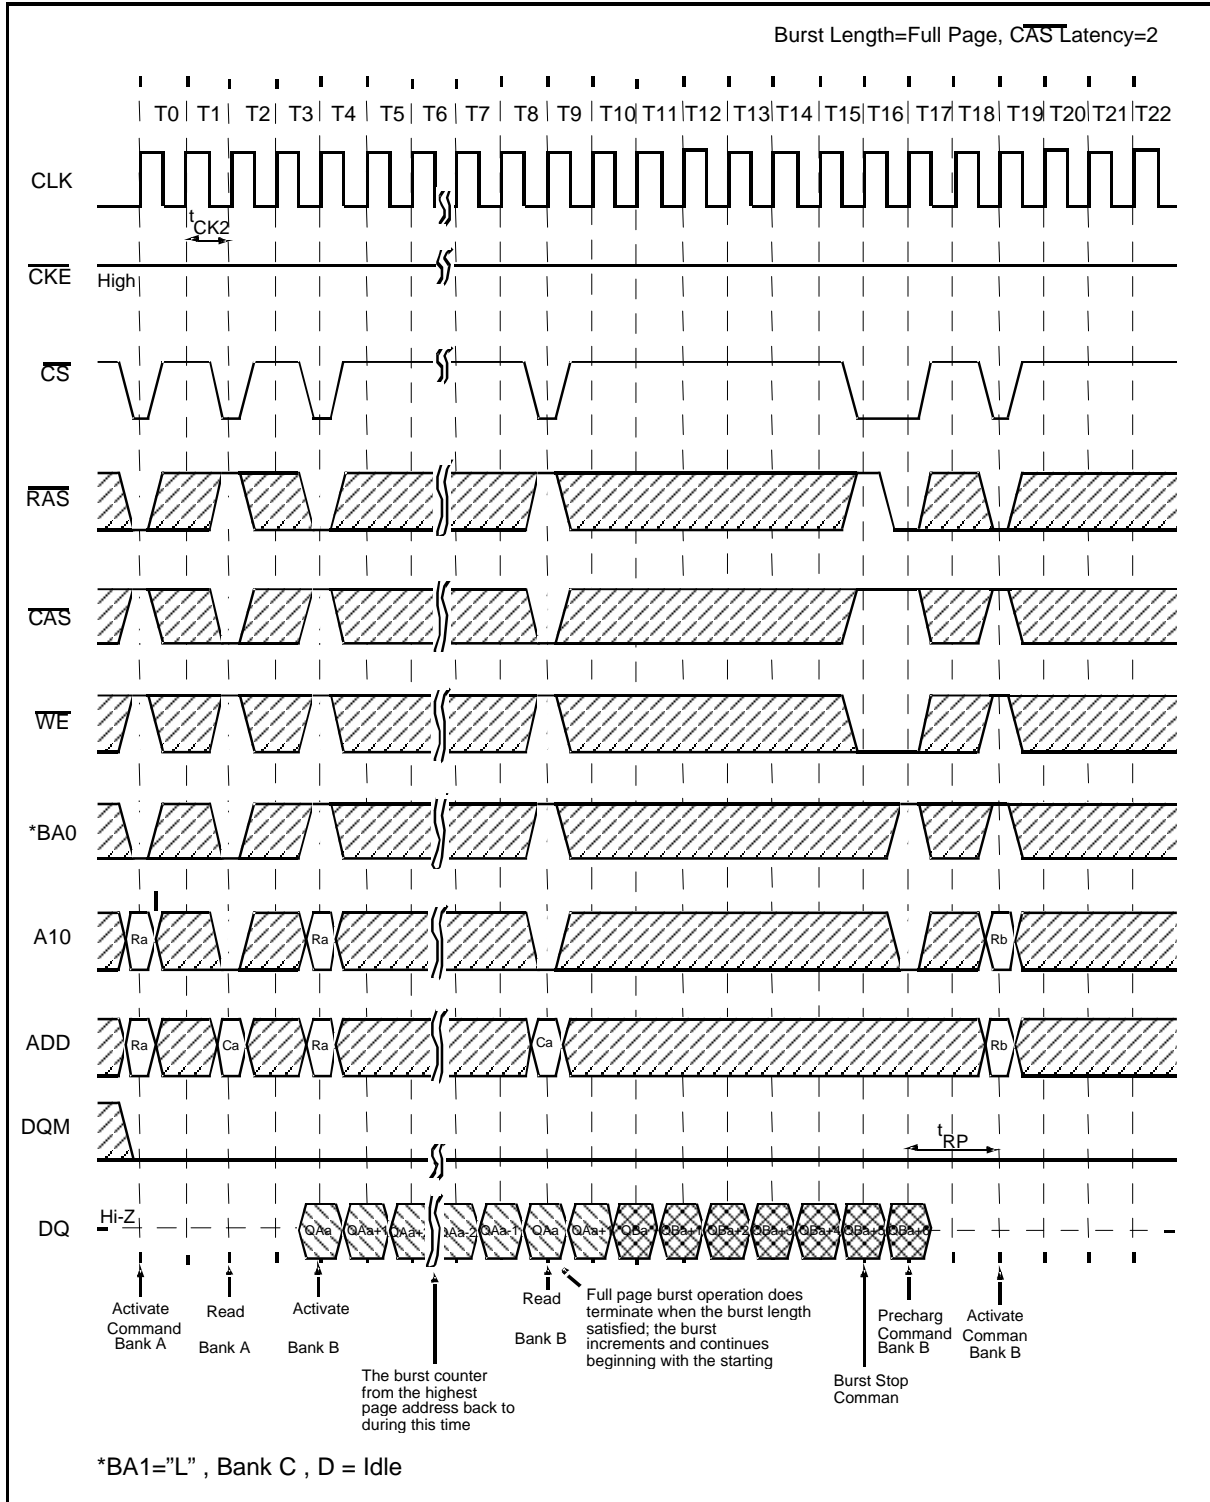 Burst Length=Full Page, CAS Latency=2
T0 T1 T2 T3 T4 T5 T6 T7 T8 T9 T10 T11 T12 T13 T14 T15 T16 T17 T18 T19 T20 T21 T22
CLK
tCK2
CKE
High
CS
RAS
CAS
WE
*BA0
A10
Ra Ra Rb
ADD
Ra Ca Ra Ca Rb
DQM
tRP
DQ
Hi-Z
QAa QAa+1 QAa+ QAa-2 QAa-1 QAa QAa+1 QBa QBa+1 QBa+2 QBa+3 QBa+4 QBa+5 QBa+6
Activate
Command
Bank A
Read
Bank A
Activate
Bank B
The burst counter
from the highest
page address back to
during this time
Read
Bank B
Full page burst operation does
terminate when the burst length
satisfied; the burst
increments and continues
beginning with the starting
Burst Stop
Comman
Precharg
Command
Bank B
Activate
Comman
Bank B
*BA1="L" , Bank C , D = Idle